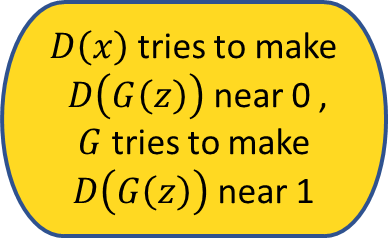 D(x) tries to make
D(G(z)) near 0 ,
G tries to make
D(G(z)) near 1